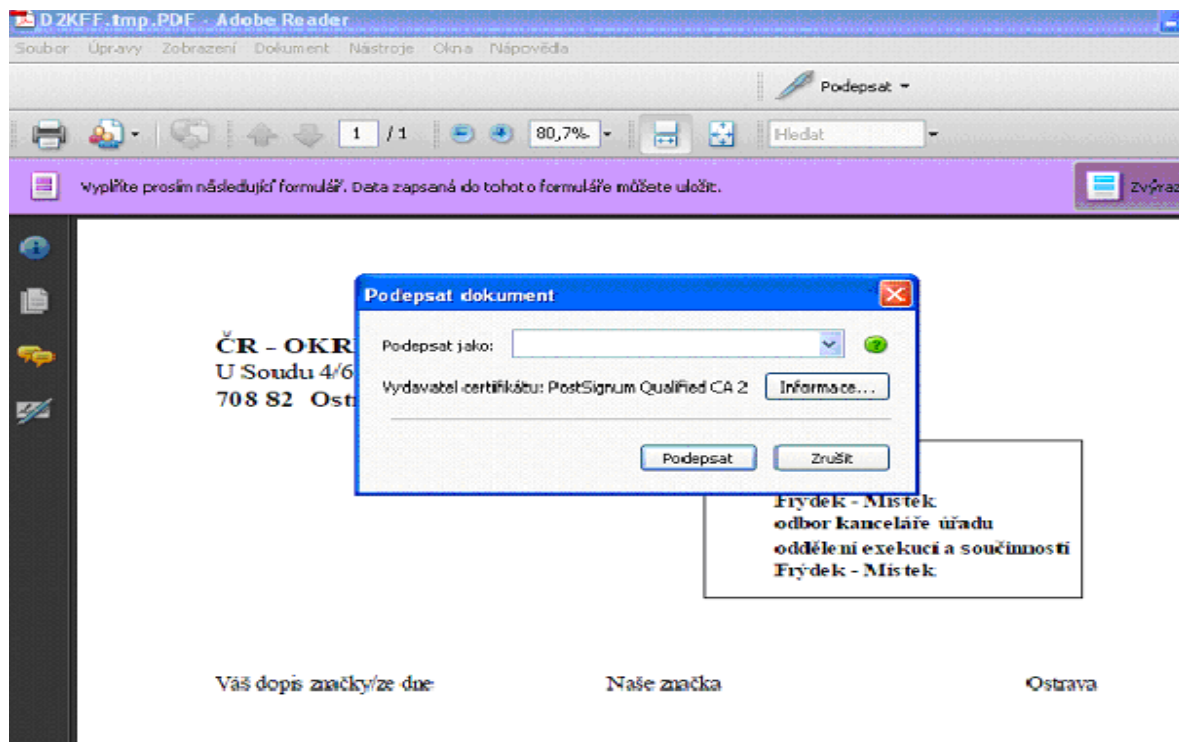 D2KFF.tmp.PDF - Adobe Reader
Soubor Úpravy Zobrazení Dokument Nástroje Okna Nápověda
Podepsat
1 / 1 80,7% Hledat
Vyplňte prosím následující formulář. Data zapsaná do tohoto formuláře můžete uložit.
Zvýraz
Podepsat dokument
Podepsat jako:
Vydavatel certifikátu: PostSignum Qualified CA 2 Informace...
Podepsat Zrušit
ČR - OKR
U Soudu 4/6
708 82 Ost
Frýdek - Místek
odbor kanceláře úřadu
oddělení exekucí a součinností
Frýdek - Místek
Váš dopis značky/ze dne Naše značka Ostrava